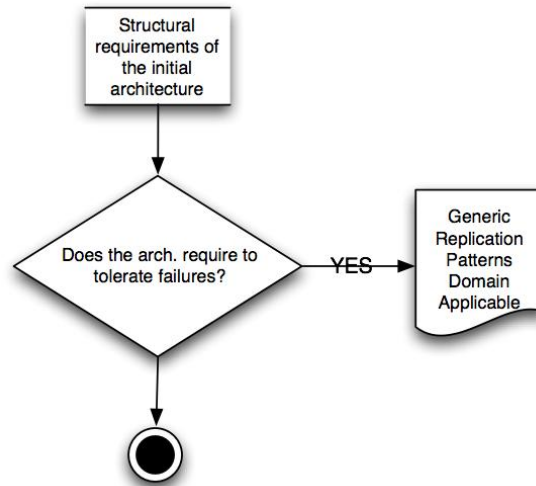 Structural
requirements of
the initial
architecture
Does the arch. require to
tolerate failures?
YES
Generic
Replication
Patterns
Domain
Applicable